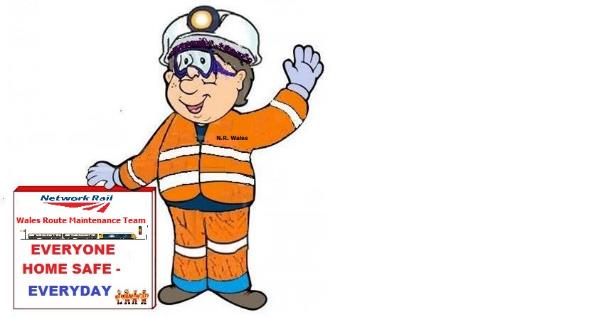 N.R. Wales
Network Rail
Wales Route Maintenance Team
EVERYONE
HOME SAFE -
EVERYDAY